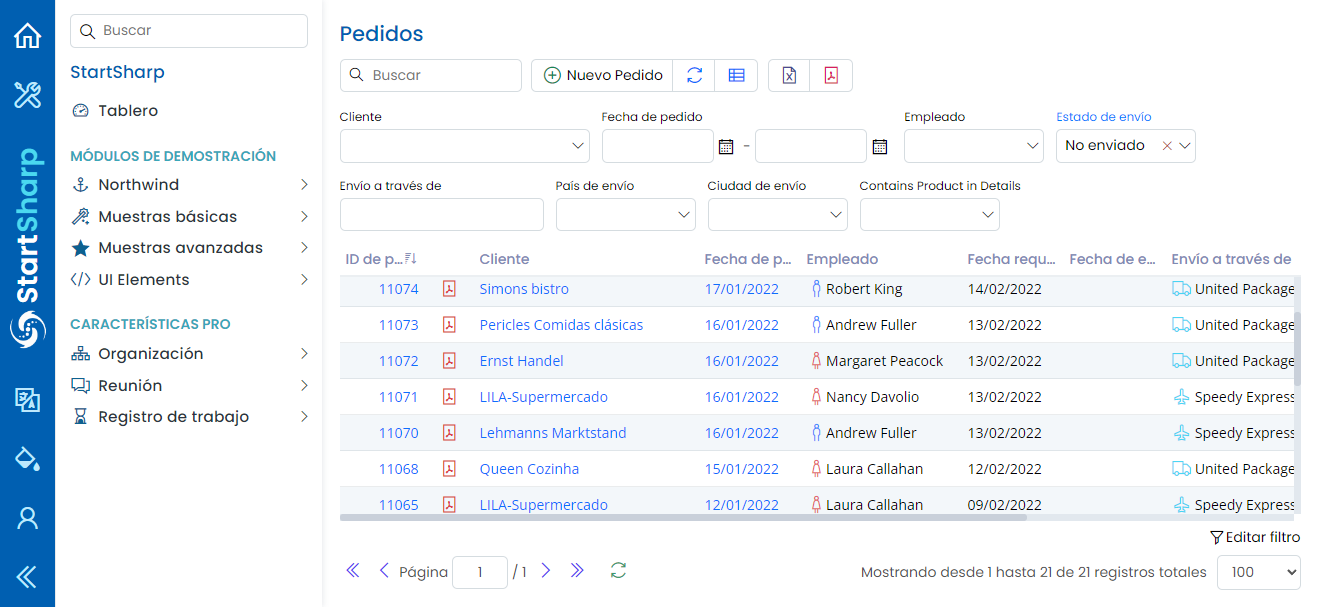 Buscar
StartSharp
Tablero
MÓDULOS DE DEMOSTRACIÓN
Northwind
Muestras básicas
Muestras avanzadas
UI Elements
CARACTERÍSTICAS PRO
Organización
Reunión
Registro de trabajo
StartSharp
Pedidos
Buscar Nuevo Pedido
Cliente Fecha de pedido Empleado Estado de envío
- No enviado
Envío a través de País de envío Ciudad de envío Contains Product in Details
ID de p... Cliente Fecha de p... Empleado Fecha requ... Fecha de e... Envío a través de
11074 Simons bistro 17/01/2022 Robert King 14/02/2022 United Package
11073 Pericles Comidas clásicas 16/01/2022 Andrew Fuller 13/02/2022 United Package
11072 Ernst Handel 16/01/2022 Margaret Peacock 13/02/2022 United Package
11071 LILA-Supermercado 16/01/2022 Nancy Davolio 13/02/2022 Speedy Express
11070 Lehmanns Marktstand 16/01/2022 Andrew Fuller 13/02/2022 Speedy Express
11068 Queen Cozinha 15/01/2022 Laura Callahan 12/02/2022 United Package
11065 LILA-Supermercado 12/01/2022 Laura Callahan 09/02/2022 Speedy Express
Editar filtro
Página 1 / 1 Mostrando desde 1 hasta 21 de 21 registros totales 100